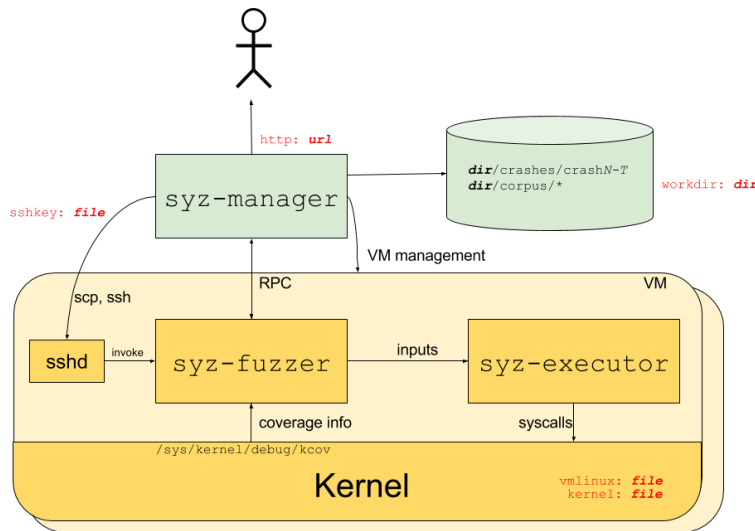 http: url
dir/crashes/crashN-T
dir/corpus/*
syz-manager
workdir: dir
sshkey: file
VM management
RPC
VM
scp, ssh
sshd
invoke
syz-fuzzer
inputs
syz-executor
coverage info
syscalls
/sys/kernel/debug/kcov
Kernel
vmlinux: file
kernel: file